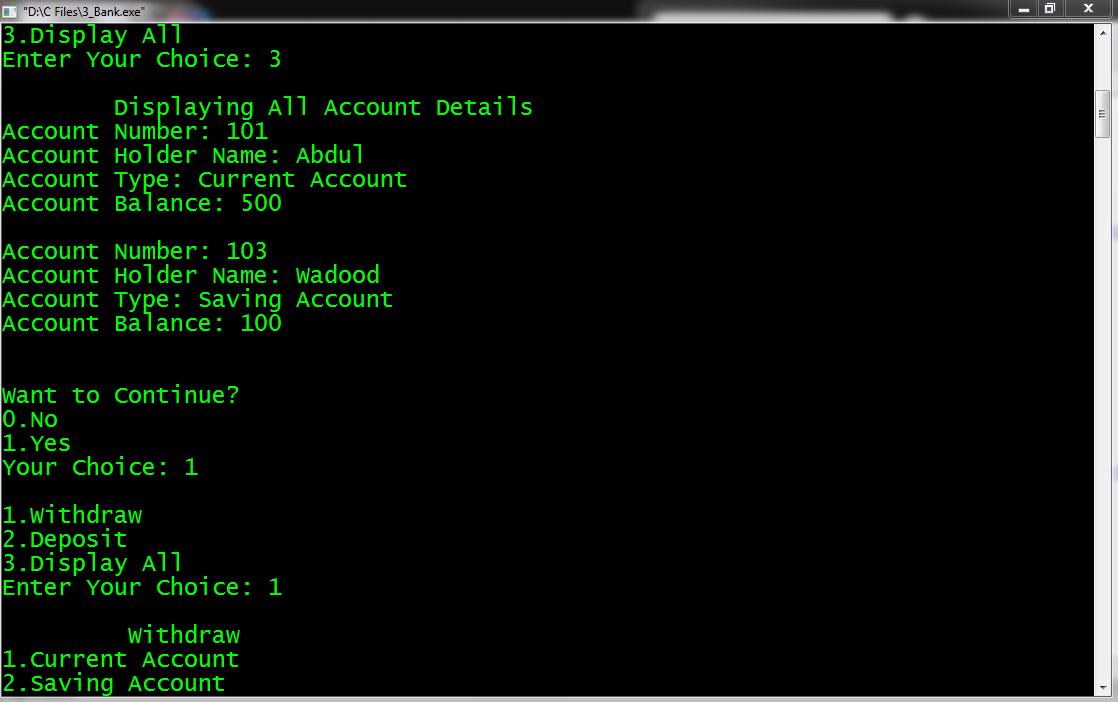 "D:\C Files\3_Bank.exe"
3.Display All
Enter Your Choice: 3
Displaying All Account Details
Account Number: 101
Account Holder Name: Abdul
Account Type: Current Account
Account Balance: 500
Account Number: 103
Account Holder Name: Wadood
Account Type: Saving Account
Account Balance: 100
Want to Continue?
0.No
1.Yes
Your Choice: 1
1.Withdraw
2.Deposit
3.Display All
Enter Your Choice: 1
Withdraw
1.Current Account
2.Saving Account